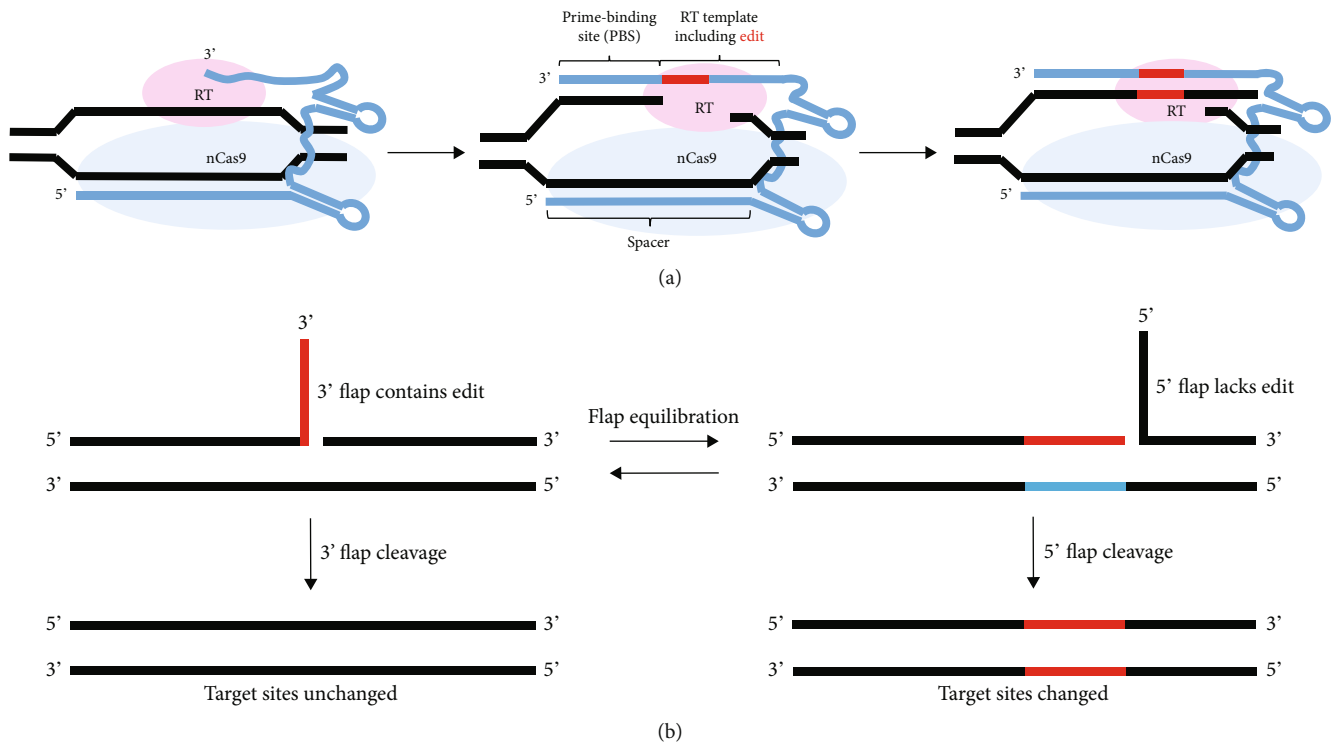 Prime-binding
site (PBS)
RT template
including edit
3’
RT
nCas9
5’
3’
RT
nCas9
5’
Spacer
3’
RT
nCas9
5’
(a)
3’
3’ flap contains edit
5’
3’
3’
5’
Flap equilibration
5’
5’ flap lacks edit
5’
3’
3’
5’
3’ flap cleavage
5’ flap cleavage
5’
3’
3’
5’
Target sites unchanged
5’
3’
3’
5’
Target sites changed
(b)